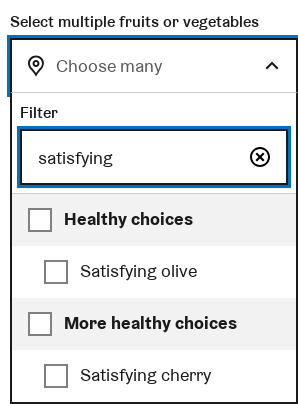 Select multiple fruits or vegetables
Choose many
Filter
satisfying
Healthy choices
Satisfying olive
More healthy choices
Satisfying cherry